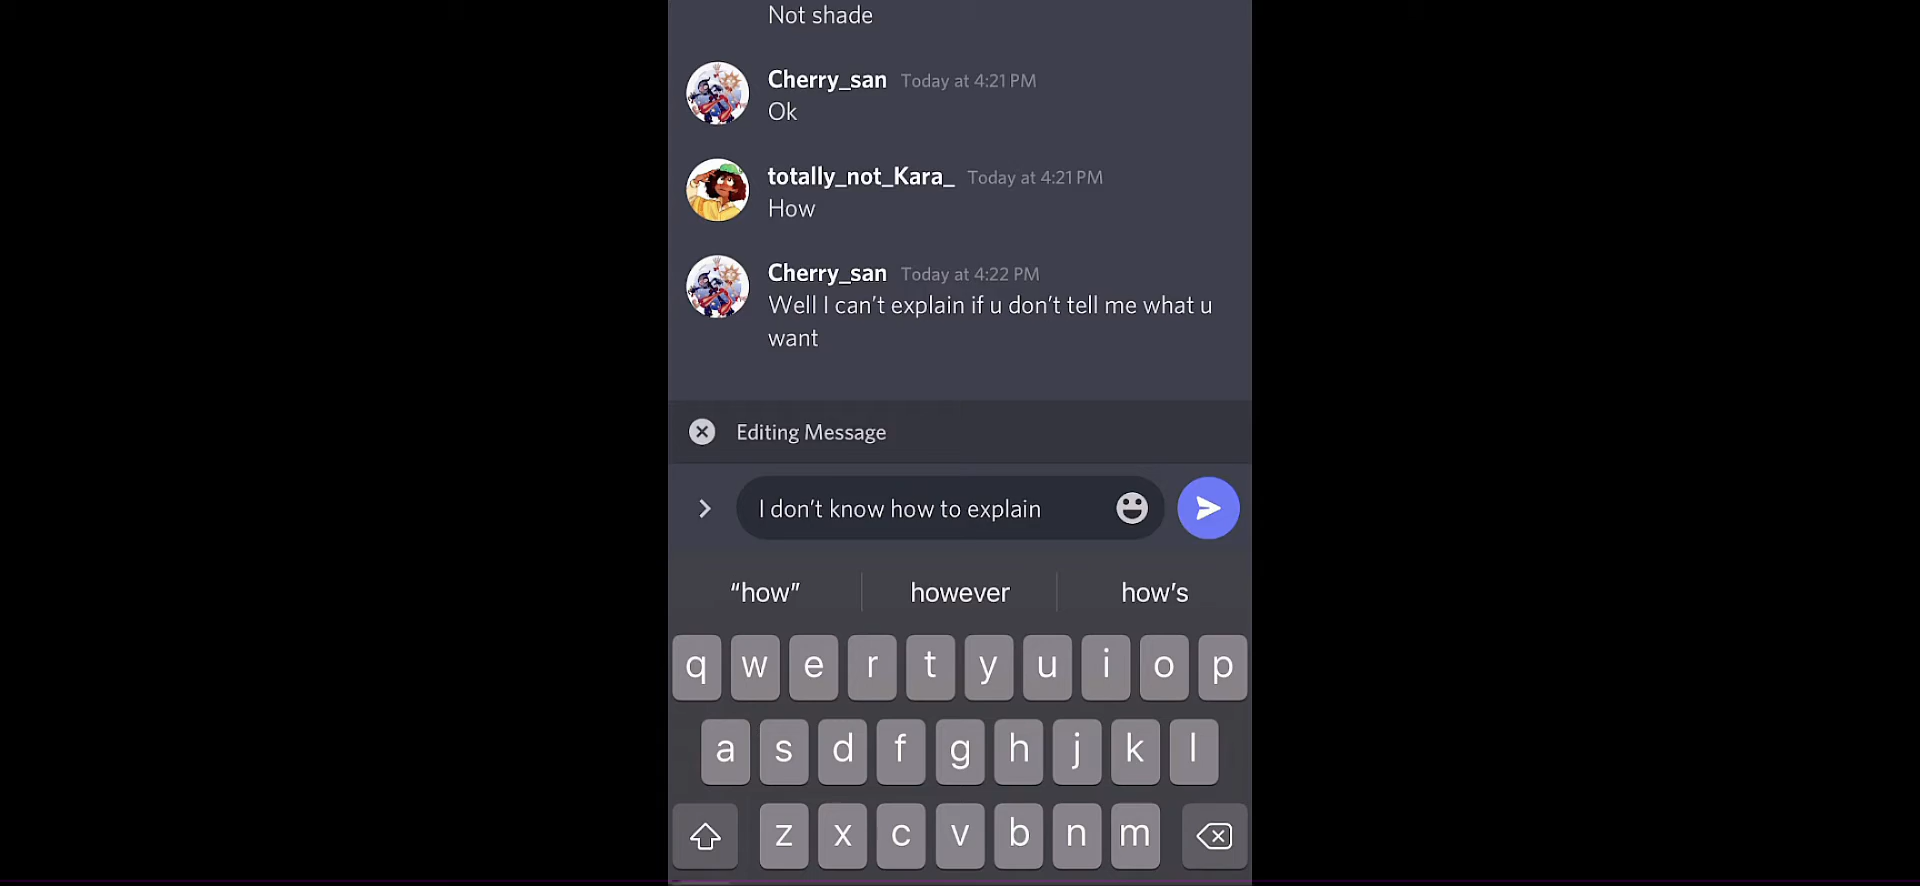 Not shade
Cherry_san Today at 4:21 PM
Ok
totally_not_Kara_ Today at 4:21 PM
How
Cherry_san Today at 4:22 PM
Well I can’t explain if u don’t tell me what u
want
Editing Message
I don’t know how to explain
“how” however how’s
q w e r t y u i o p
a s d f g h j k l
z x c v b n m